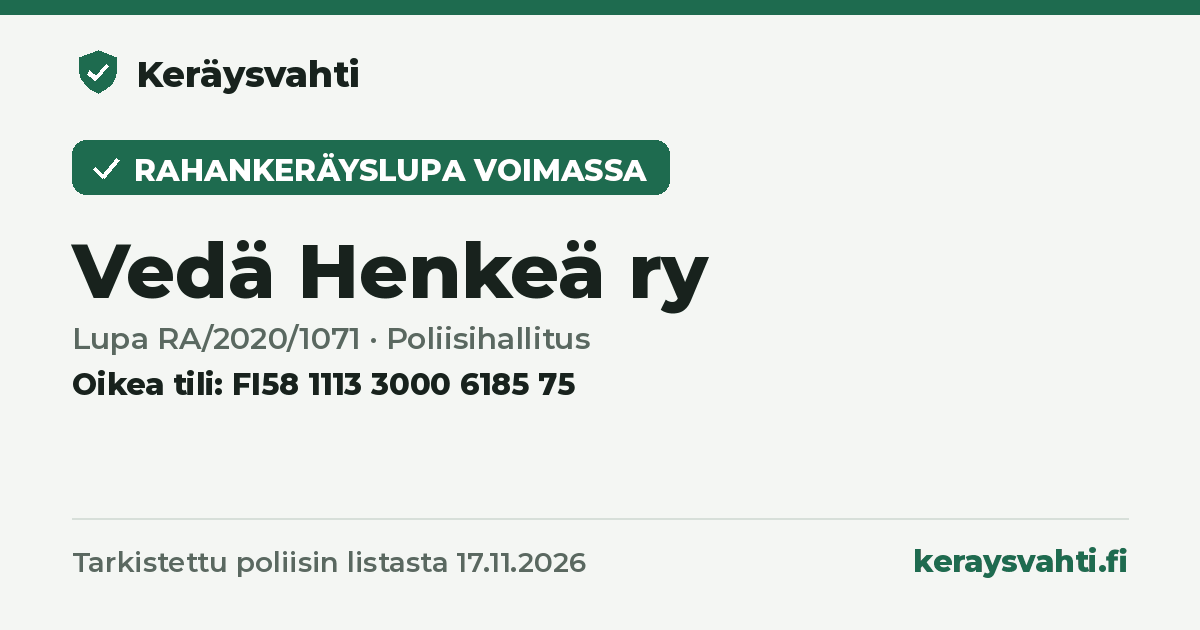 Keräysvahti
RAHANKERÄYSLUPA VOIMASSA
Vedä Henkeä ry
Lupa RA/2020/1071 · Poliisihallitus
Oikea tili: FI58 1113 3000 6185 75
Tarkistettu poliisin listasta 17.11.2026
keraysvahti.fi